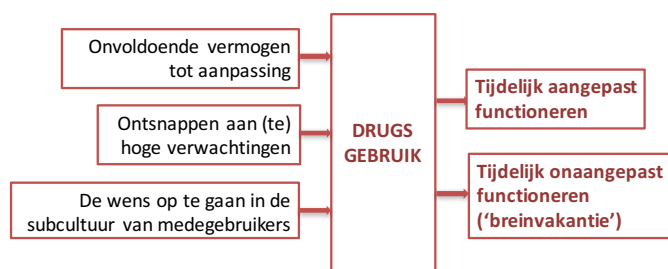 Onvoldoende vermogen
tot aanpassing
Ontsnappen aan (te)
hoge verwachtingen
De wens op te gaan in de
subcultuur van medegebruikers
DRUGS
GEBRUIK
Tijdelijk aangepast
functioneren
Tijdelijk onaangepast
functioneren
(‘breinvakantie’)